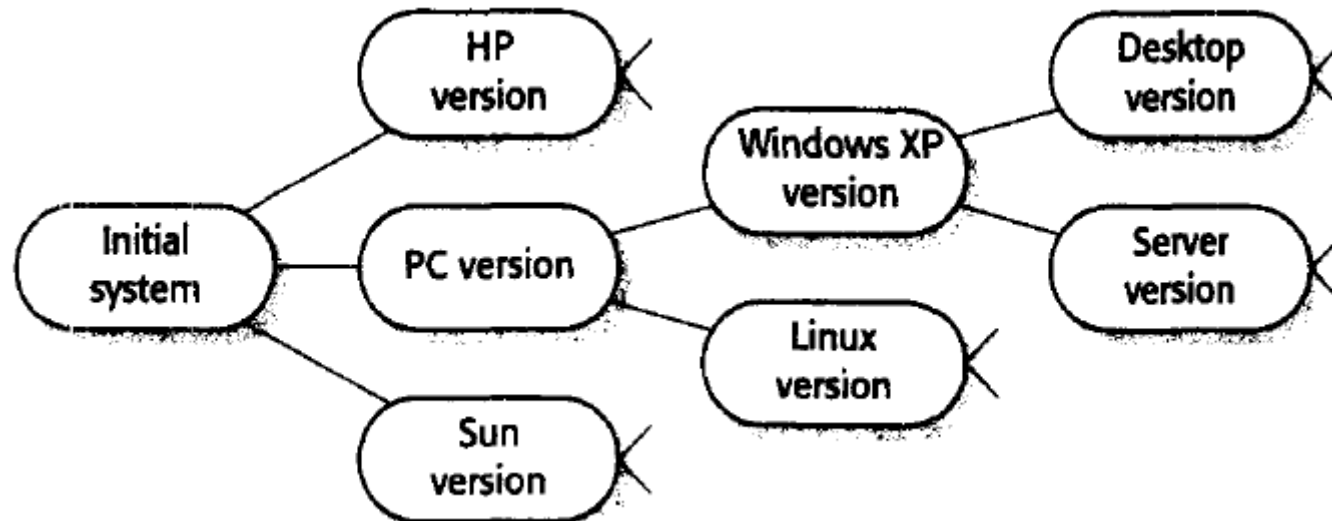 HP
version
Desktop
version
Windows XP
version
Initial
system
PC version
Server
version
Linux
version
Sun
version